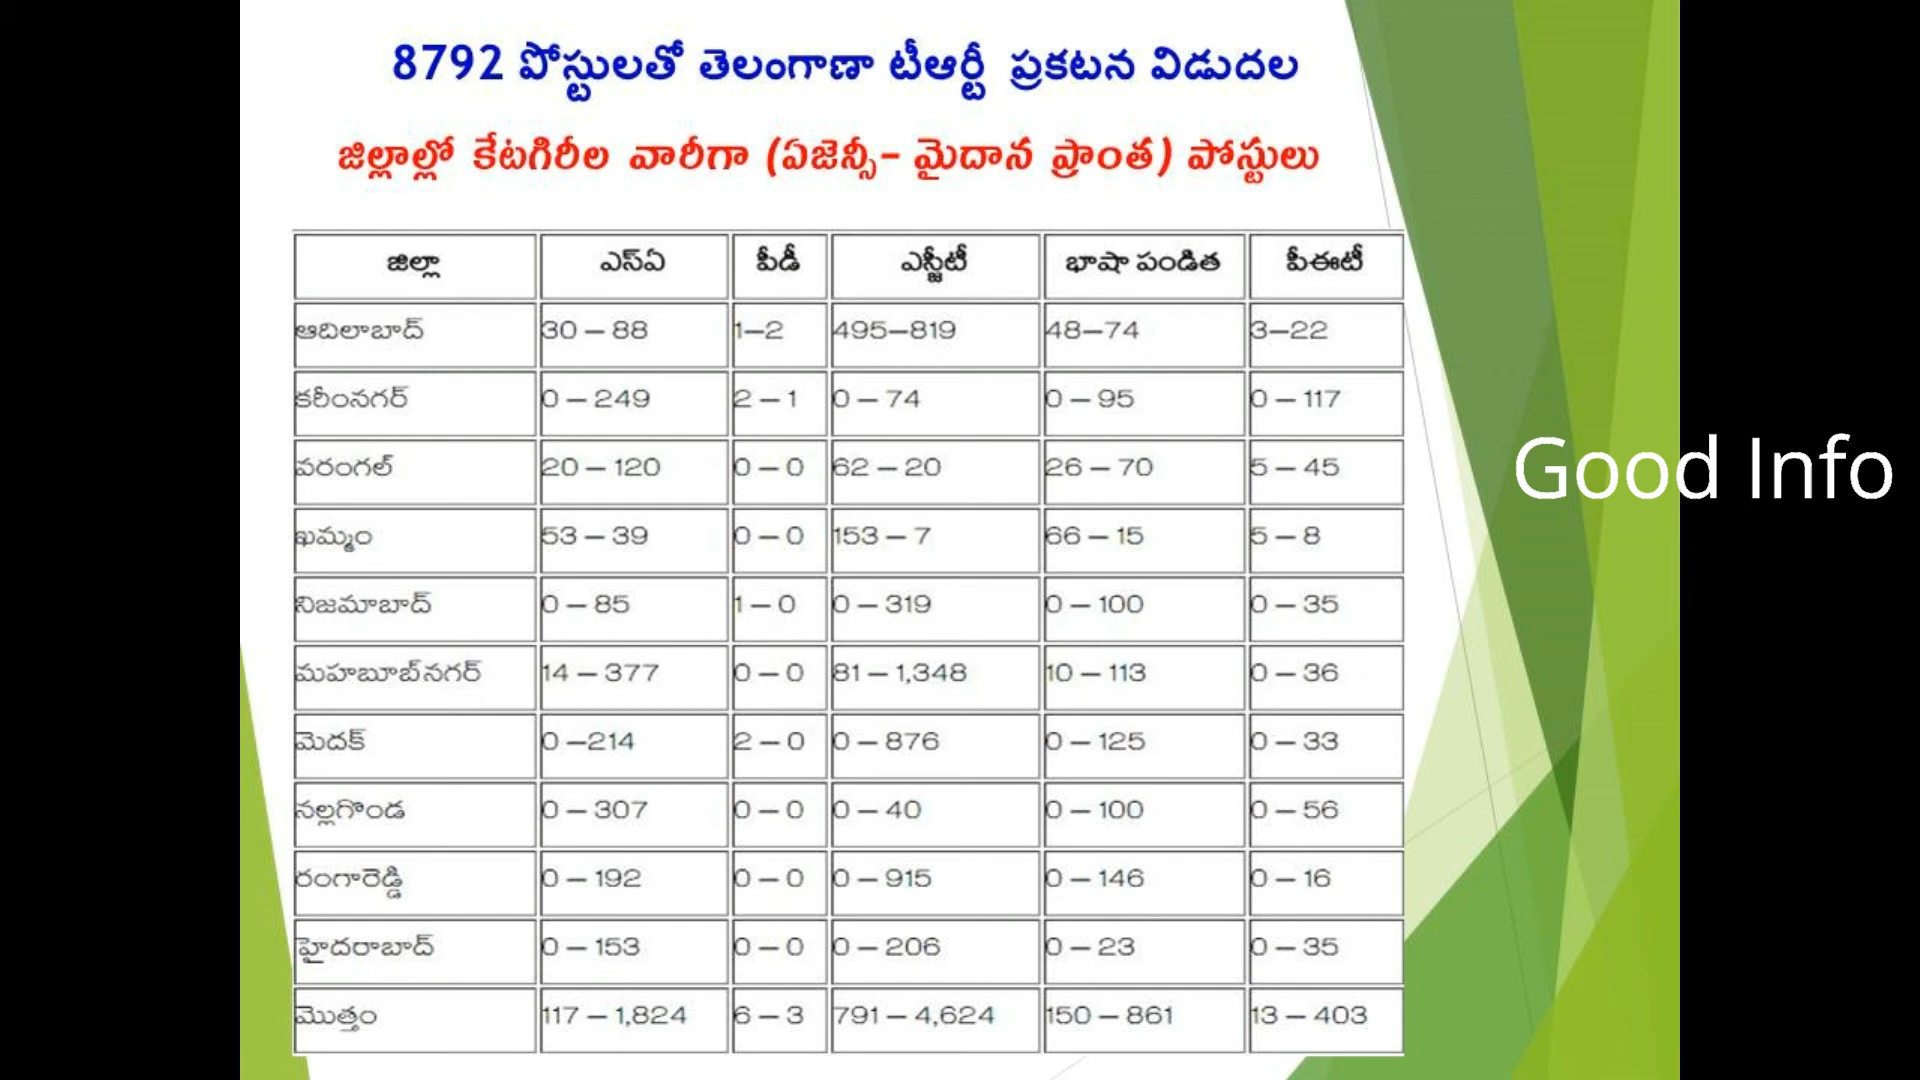 8792 పోస్టులతో తెలంగాణా టీఆర్టీ ప్రకటన విడుదల
జిల్లాల్లో కేటగిరీల వారీగా (ఏజెన్సీ- మైదాన ప్రాంత) పోస్టులు
జిల్లా ఎస్ఏ పీడీ ఎస్జీటీ భాషా పండిత పీఈటీ
ఆదిలాబాద్ 30 – 88 1–2 495–819 48–74 3–22
కరీంనగర్ 0 – 249 2 – 1 0 – 74 0 – 95 0 – 117
వరంగల్ 20 – 120 0 – 0 62 – 20 26 – 70 5 – 45
ఖమ్మం 53 – 39 0 – 0 153 – 7 66 – 15 5 – 8
నిజమాబాద్ 0 – 85 1 – 0 0 – 319 0 – 100 0 – 35
మహబూబ్‌నగర్ 14 – 377 0 – 0 81 – 1,348 10 – 113 0 – 36
మెదక్ 0 –214 2 – 0 0 – 876 0 – 125 0 – 33
నల్లగొండ 0 – 307 0 – 0 0 – 40 0 – 100 0 – 56
రంగారెడ్డి 0 – 192 0 – 0 0 – 915 0 – 146 0 – 16
హైదరాబాద్ 0 – 153 0 – 0 0 – 206 0 – 23 0 – 35
మొత్తం 117 – 1,824 6 – 3 791 – 4,624 150 – 861 13 – 403
Good Info